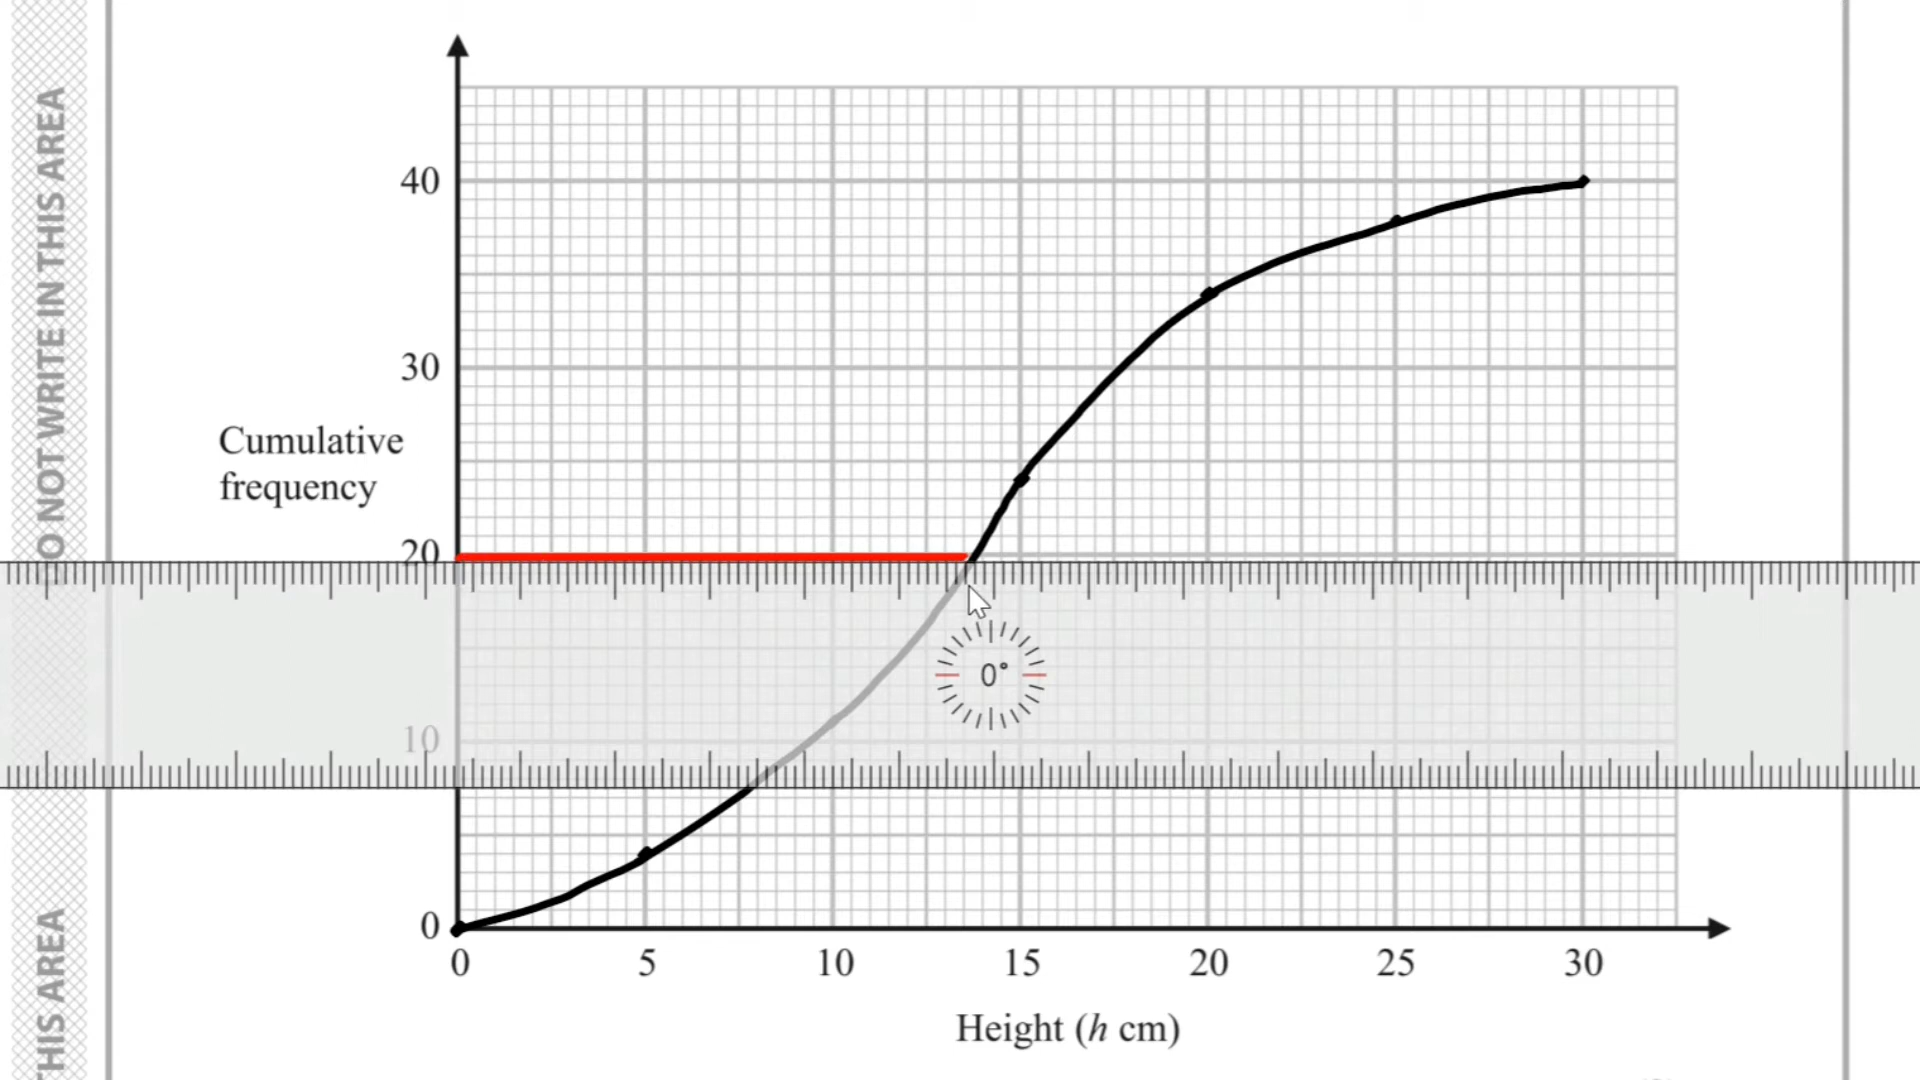 DO NOT WRITE IN THIS AREA
THIS AREA
40
30
Cumulative
frequency
20
10
0
0 5 10 15 20 25 30
Height (h cm)
0°